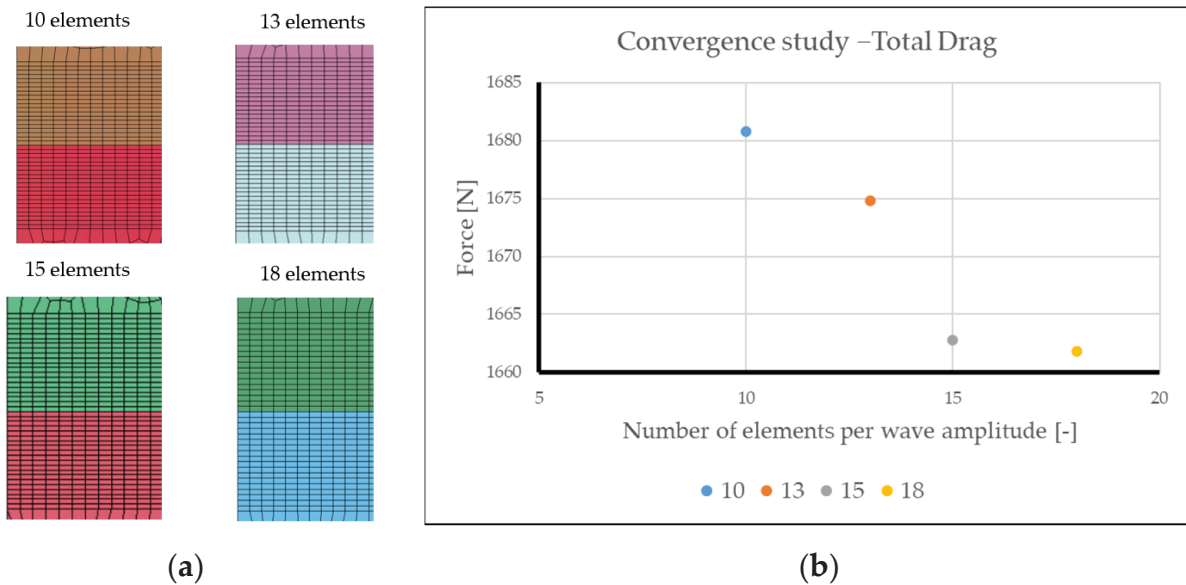 10 elements
13 elements
15 elements
18 elements
(a)
Convergence study –Total Drag
Force [N]
1685
1680
1675
1670
1665
1660
5
10
15
20
Number of elements per wave amplitude [-]
10 13 15 18
(b)